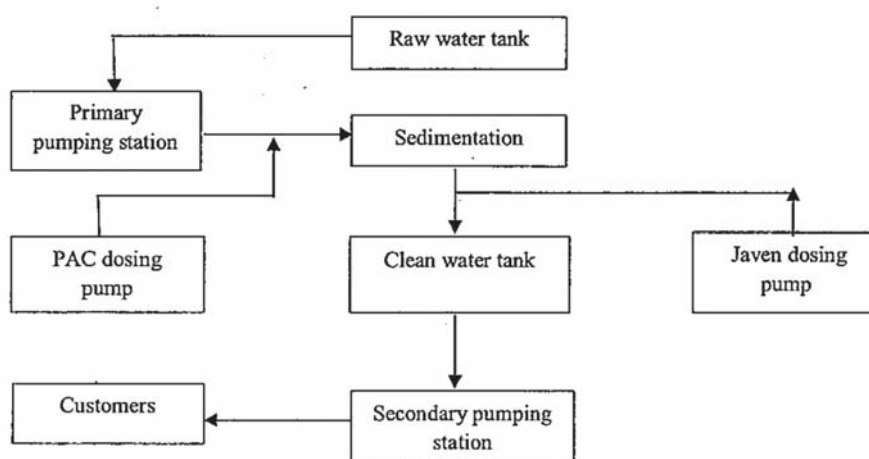 Raw water tank
Primary
pumping station
Sedimentation
PAC dosing
pump
Clean water tank
Javen dosing
pump
Customers
Secondary pumping
station